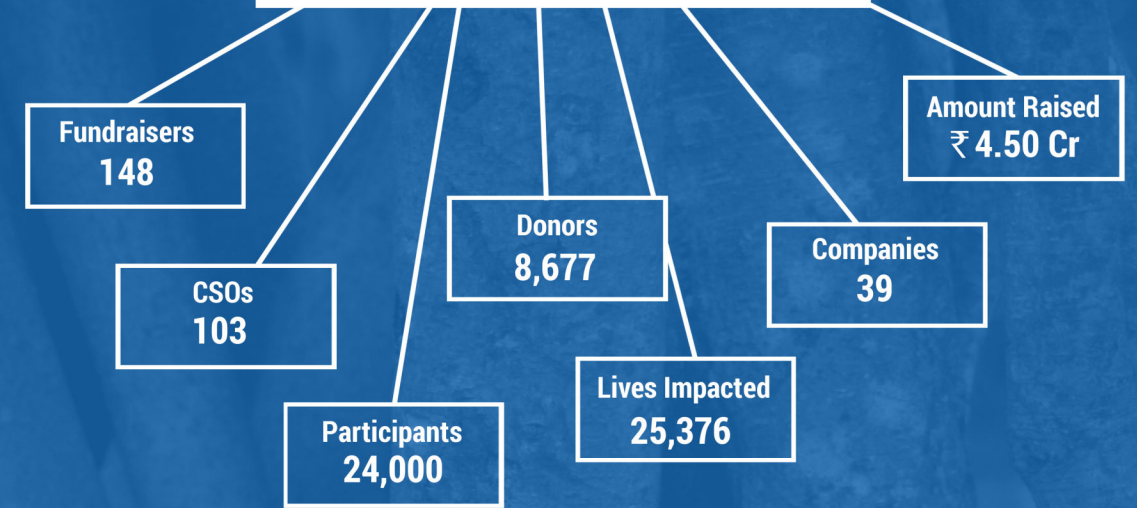 Fundraisers
148
CSOs
103
Participants
24,000
Donors
8,677
Lives Impacted
25,376
Companies
39
Amount Raised
₹ 4.50 Cr